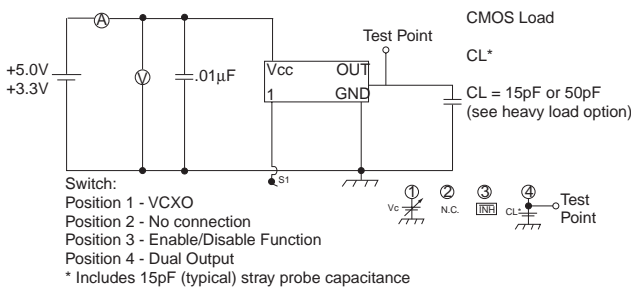 A
CMOS Load
Test Point
CL*
+5.0V
+3.3V
V
.01µF
Vcc
OUT
1
GND
CL = 15pF or 50pF
(see heavy load option)
S1
Switch:
Position 1 - VCXO
Position 2 - No connection
Position 3 - Enable/Disable Function
Position 4 - Dual Output
* Includes 15pF (typical) stray probe capacitance
1
2
3
4
Vc
N.C.
INH
CL*
Test
Point